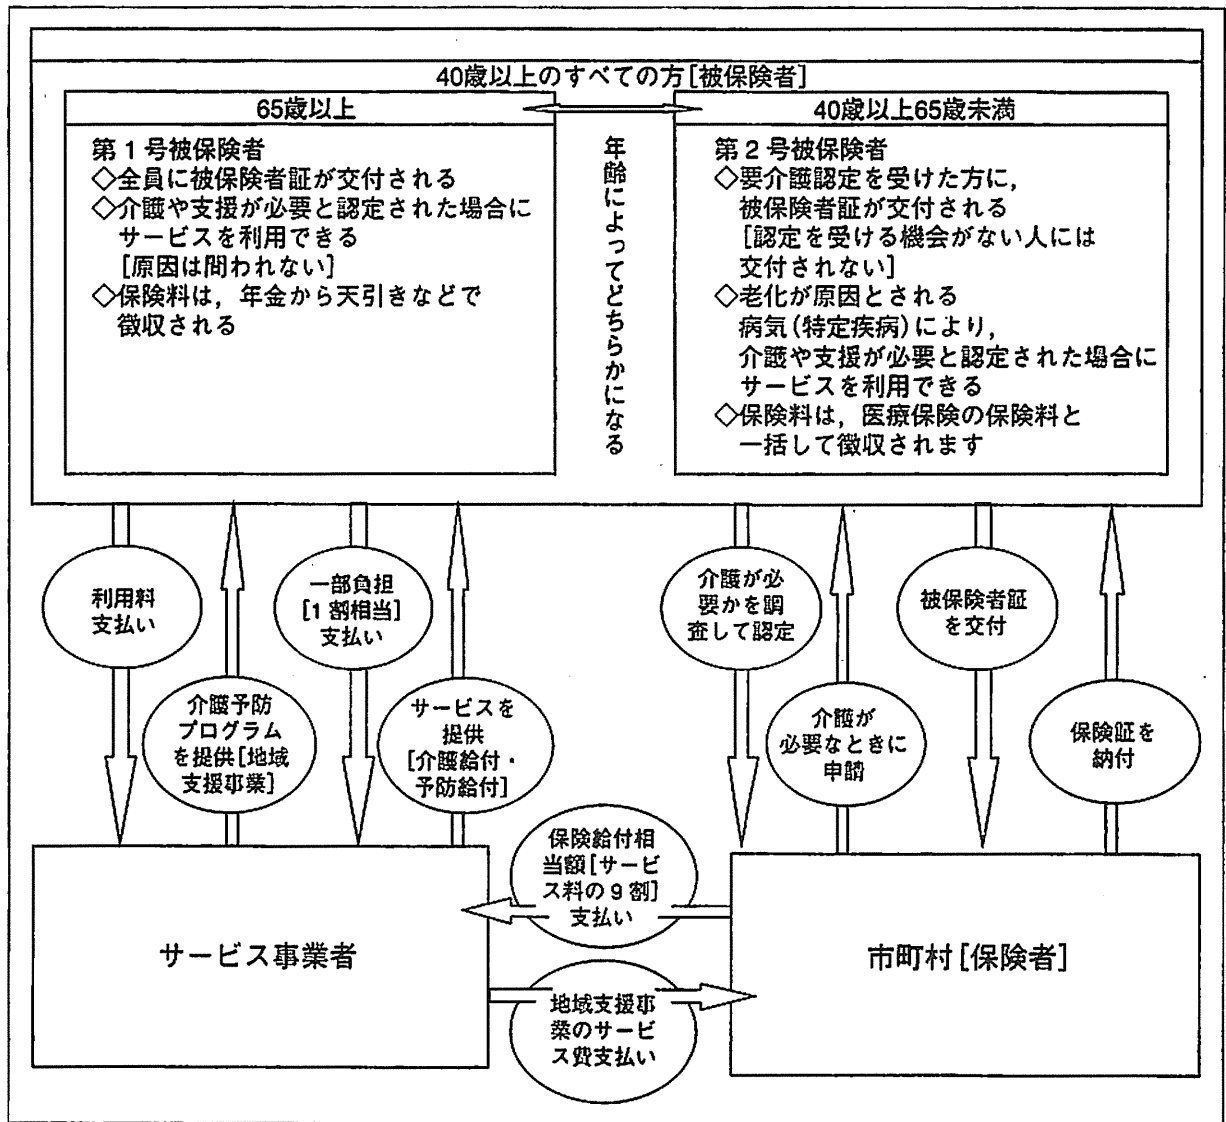 40歳以上のすべての方[被保険者]
65歳以上
第1号被保険者
◇全員に被保険者証が交付される
◇介護や支援が必要と認定された場合に
サービスを利用できる
[原因は問われない]
◇保険料は，年金から天引きなどで
徴収される
年齢によってどちらかになる
40歳以上65歳未満
第2号被保険者
◇要介護認定を受けた方に，
被保険者証が交付される
[認定を受ける機会がない人には
交付されない]
◇老化が原因とされる
病気(特定疾病)により，
介護や支援が必要と認定された場合に
サービスを利用できる
◇保険料は，医療保険の保険料と
一括して徴収されます
利用料
支払い
介護予防
プログラム
を提供[地域
支援事業]
一部負担
[1割相当]
支払い
サービスを
提供
[介護給付・
予防給付]
介護が必
要かを調
査して認定
介護が
必要なときに
申請
被保険者証
を交付
保険証を
納付
保険給付相
当額[サービ
ス料の9割]
支払い
サービス事業者
市町村[保険者]
地域支援事
業のサービ
ス費支払い